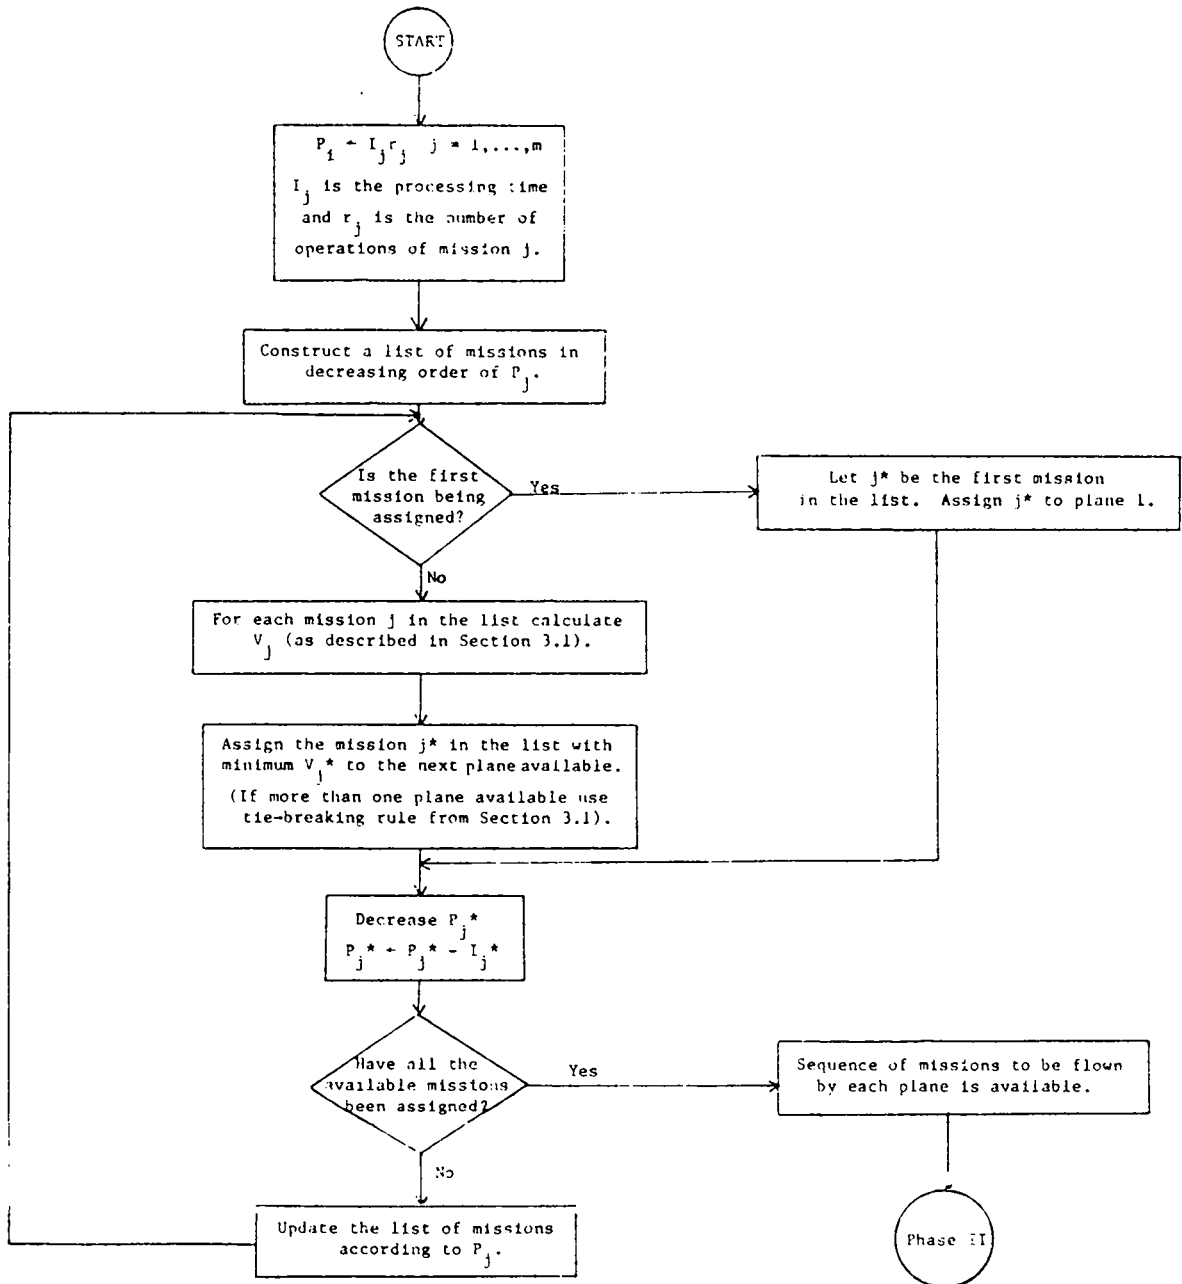 START
P_i ← I_j r_j j = 1,...,m
I_j is the processing time
and r_j is the number of
operations of mission j.
Construct a list of missions in
decreasing order of P_j.
Is the first
mission being
assigned?
Yes
Let j* be the first mission
in the list. Assign j* to plane 1.
No
For each mission j in the list calculate
V_j (as described in Section 3.1).
Assign the mission j* in the list with
minimum V_j* to the next plane available.
(If more than one plane available use
tie-breaking rule from Section 3.1).
Decrease P_j*
P_j* ← P_j* - I_j*
Have all the
available missions
been assigned?
Yes
Sequence of missions to be flown
by each plane is available.
No
Update the list of missions
according to P_j.
Phase II